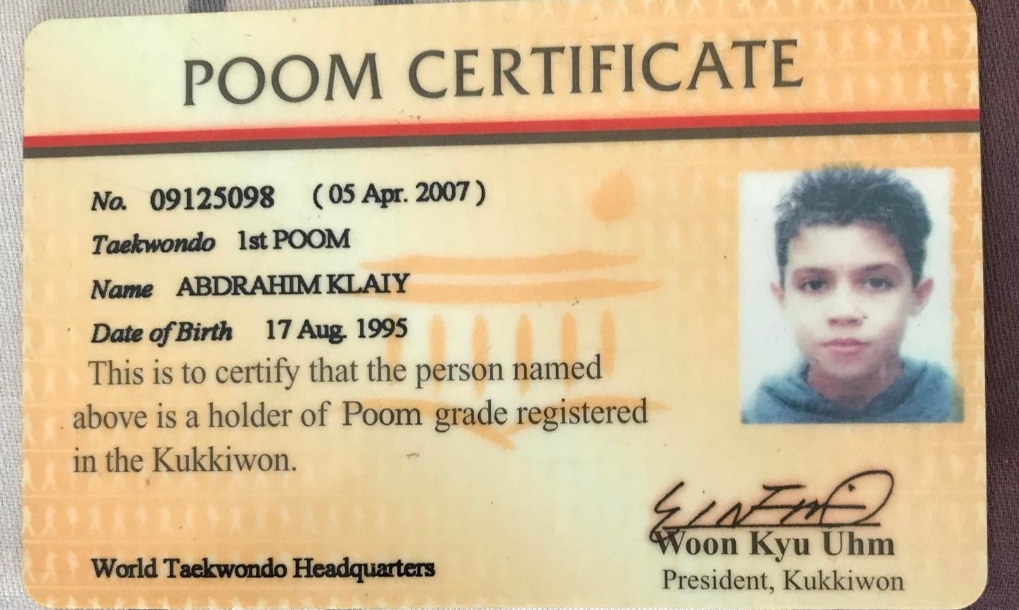 POOM CERTIFICATE
No. 09125098 ( 05 Apr. 2007 )
Taekwondo 1st POOM
Name ABDRAHIM KLAIY
Date of Birth 17 Aug. 1995
This is to certify that the person named
above is a holder of Poom grade registered
in the Kukkiwon.
Woon Kyu Uhm
World Taekwondo Headquarters
President, Kukkiwon